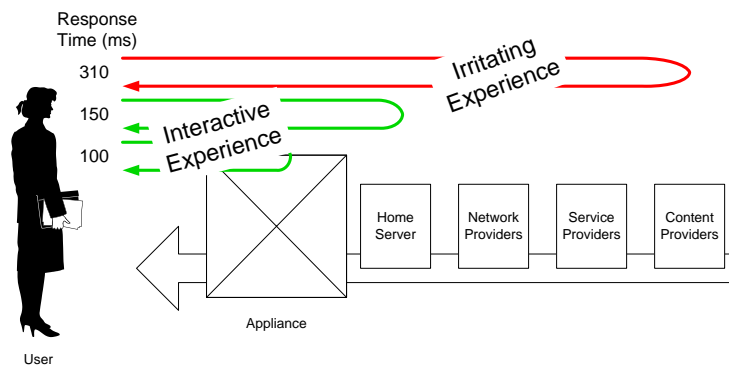 Response
Time (ms)
310
150
100
Irritating
Experience
Interactive
Experience
Home
Server
Network
Providers
Service
Providers
Content
Providers
Appliance
User